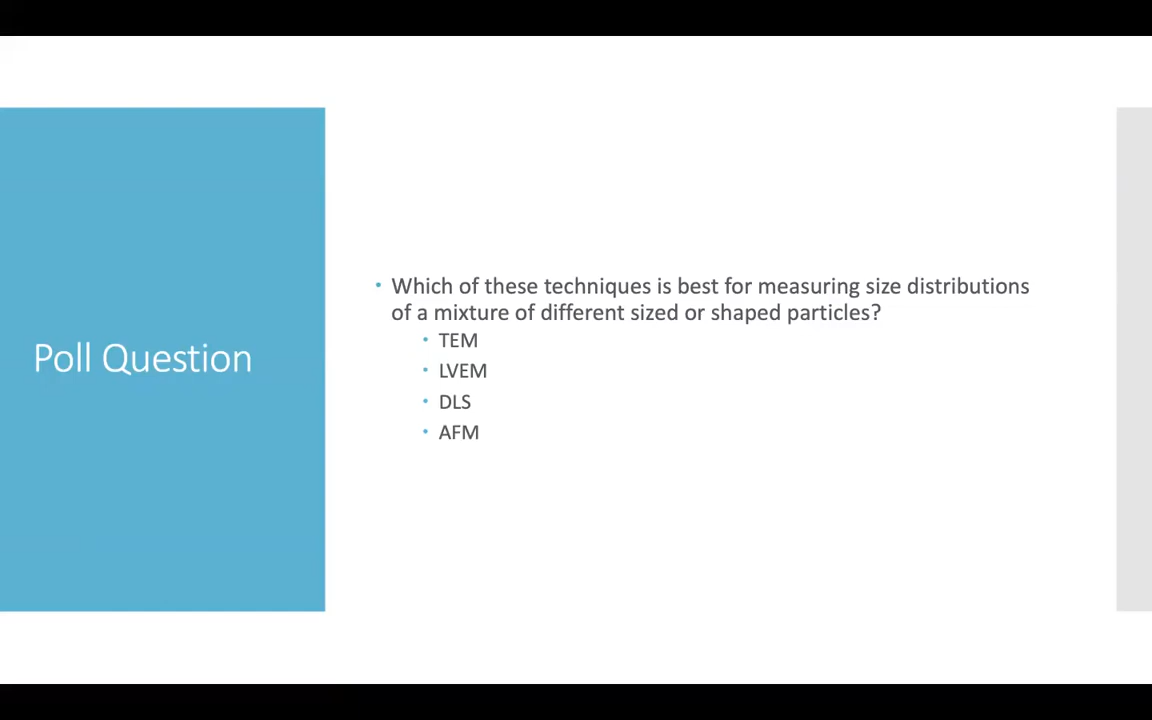 Poll Question
• Which of these techniques is best for measuring size distributions
of a mixture of different sized or shaped particles?
• TEM
• LVEM
• DLS
• AFM